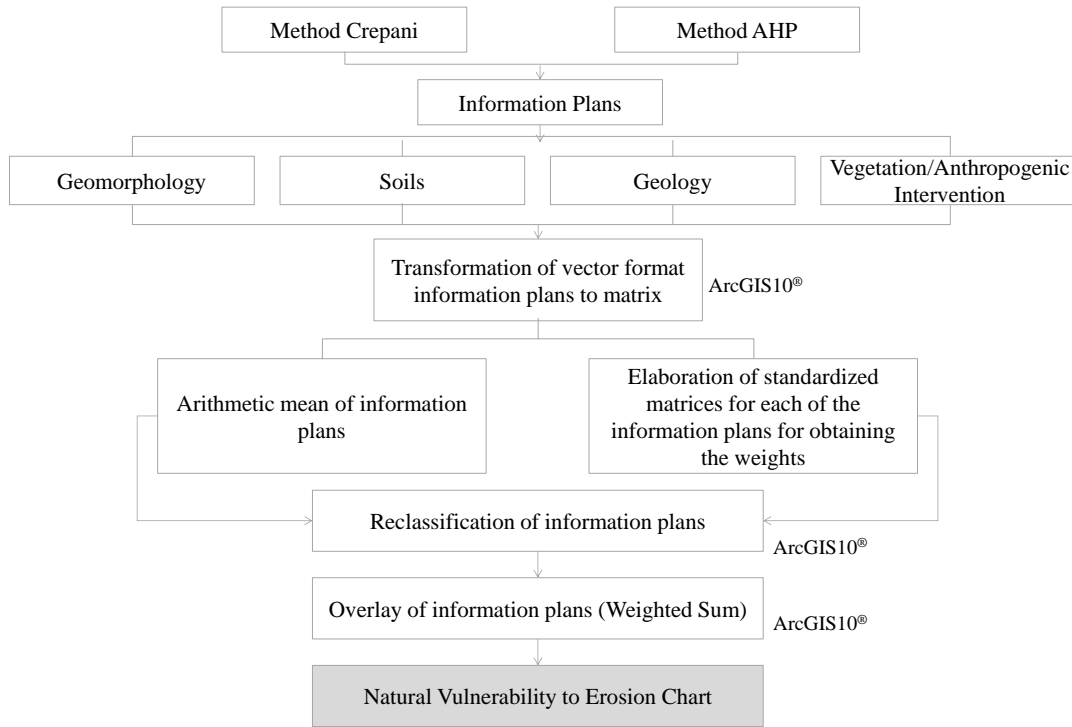 Method Crepani
Method AHP
Information Plans
Geomorphology
Soils
Geology
Vegetation/Anthropogenic
Intervention
Transformation of vector format
information plans to matrix
ArcGIS10®
Arithmetic mean of information
plans
Elaboration of standardized
matrices for each of the
information plans for obtaining
the weights
Reclassification of information plans
ArcGIS10®
Overlay of information plans (Weighted Sum)
ArcGIS10®
Natural Vulnerability to Erosion Chart